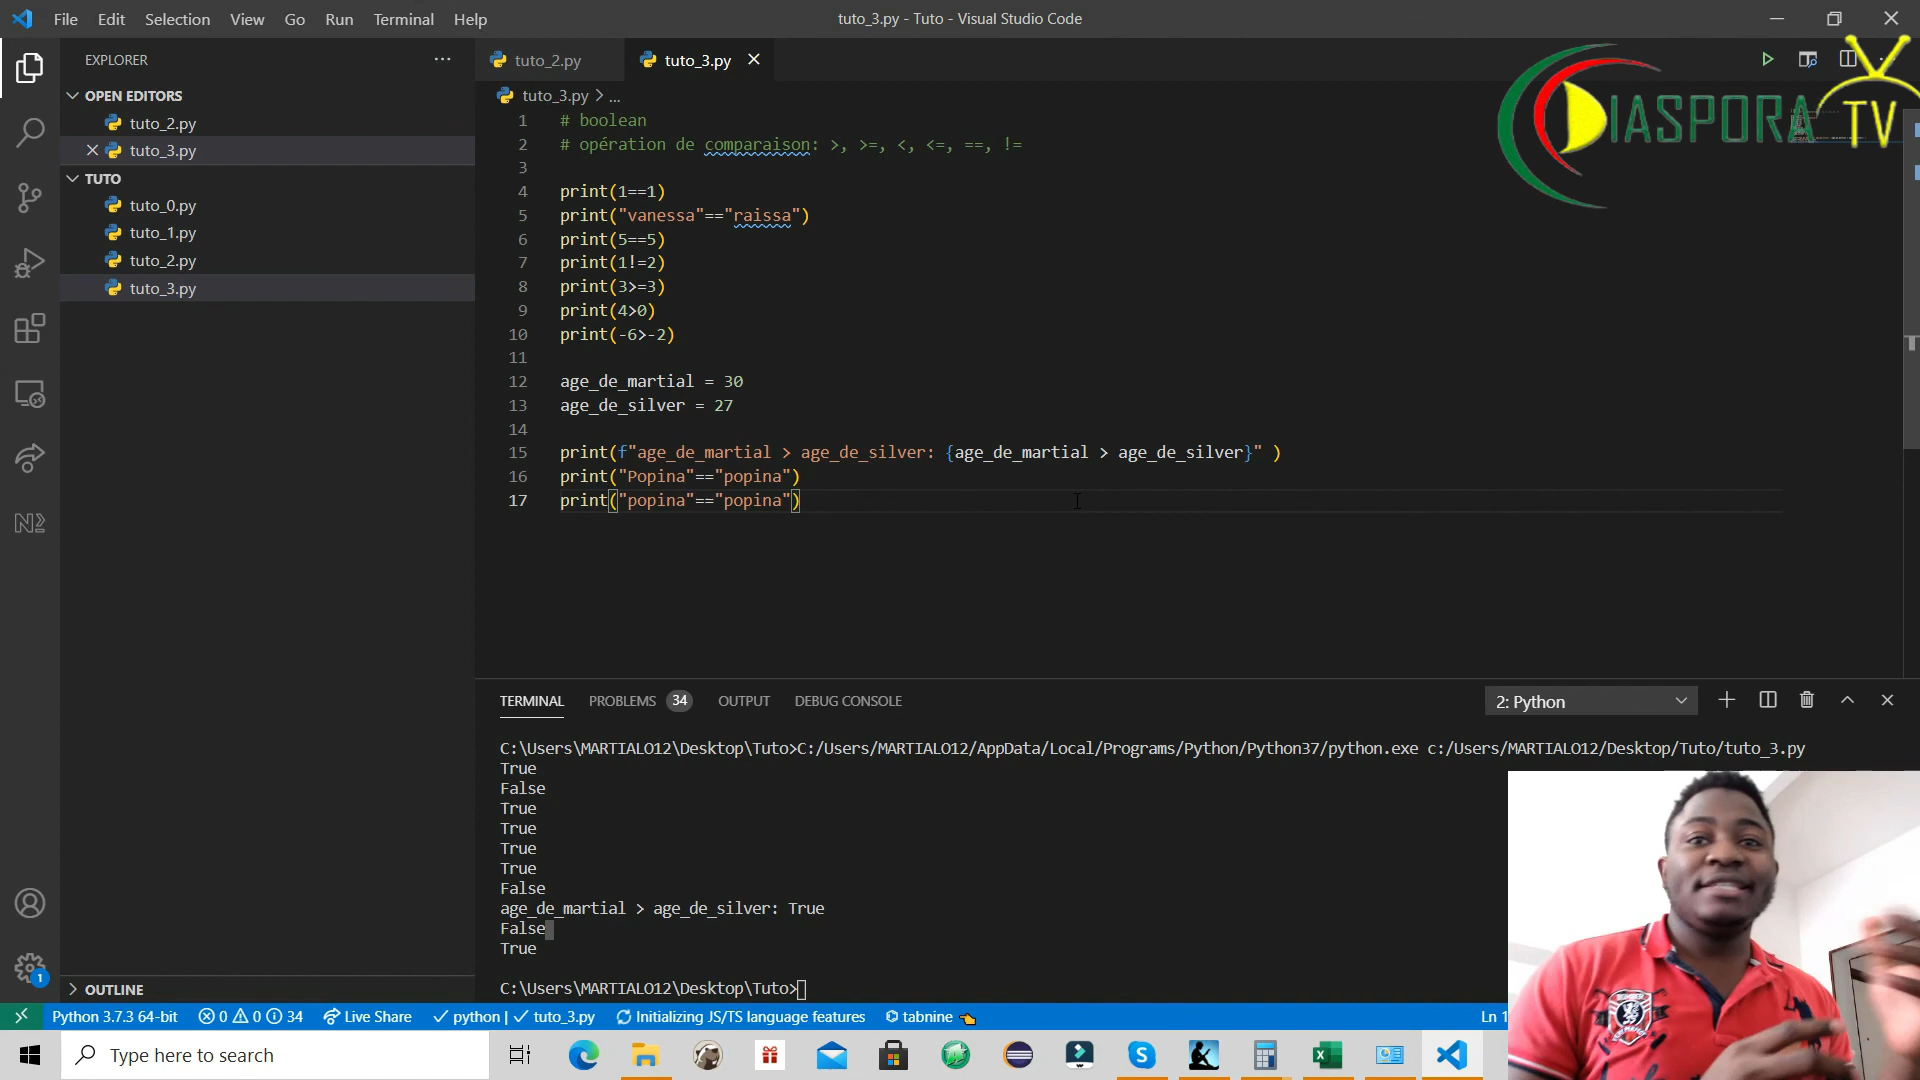 File Edit Selection View Go Run Terminal Help
tuto_3.py - Tuto - Visual Studio Code
EXPLORER
OPEN EDITORS
tuto_2.py
tuto_3.py
TUTO
tuto_0.py
tuto_1.py
tuto_2.py
tuto_3.py
OUTLINE
tuto_2.py tuto_3.py
DIASPORA TV
tuto_3.py > ...
1 # boolean
2 # opération de comparaison: >, >=, <, <=, ==, !=
3
4 print(1==1)
5 print("vanessa"=="raissa")
6 print(5==5)
7 print(1!=2)
8 print(3>=3)
9 print(4>0)
10 print(-6>-2)
11
12 age_de_martial = 30
13 age_de_silver = 27
14
15 print(f"age_de_martial > age_de_silver: {age_de_martial > age_de_silver}" )
16 print("Popina"=="popina")
17 print("popina"=="popina")
TERMINAL PROBLEMS 34 OUTPUT DEBUG CONSOLE
2: Python
C:\Users\MARTIALO12\Desktop\Tuto>C:/Users/MARTIALO12/AppData/Local/Programs/Python/Python37/python.exe c:/Users/MARTIALO12/Desktop/Tuto/tuto_3.py
True
False
True
True
True
True
False
age_de_martial > age_de_silver: True
False
True
C:\Users\MARTIALO12\Desktop\Tuto>
1
Python 3.7.3 64-bit 0 0 34 Live Share python | tuto_3.py Initializing JS/TS language features tabnine Ln 1
Type here to search